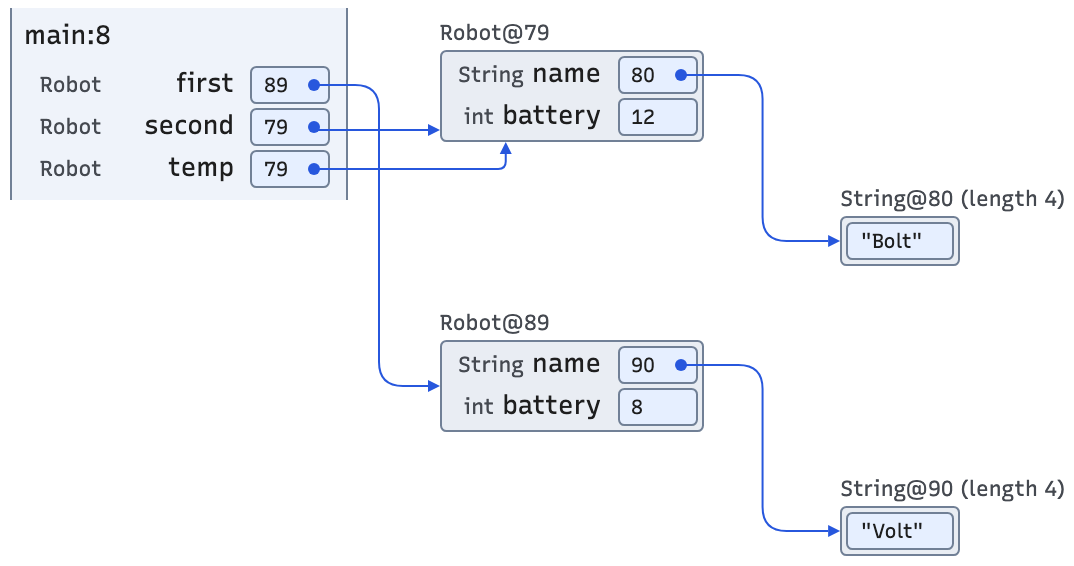 main:8
Robot first 89
Robot second 79
Robot temp 79
Robot@79
String name 80
int battery 12
String@80 (length 4)
"Bolt"
Robot@89
String name 90
int battery 8
String@90 (length 4)
"Volt"